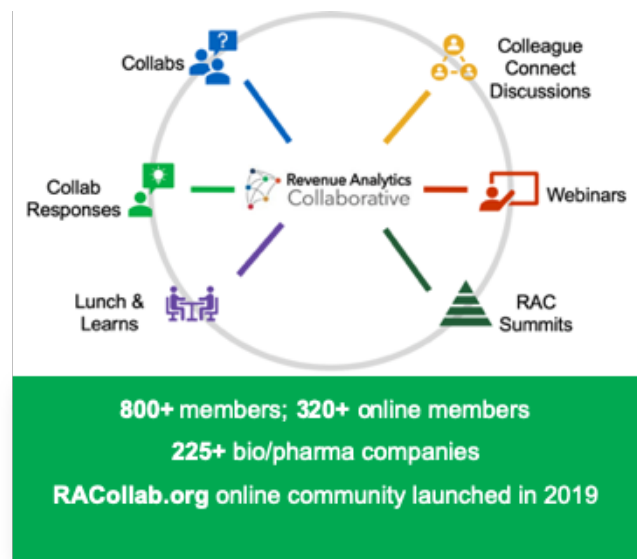 Collabs
?
Colleague
Connect
Discussions
Collab
Responses
Revenue Analytics
Collaborative
Webinars
Lunch &
Learns
RAC
Summits
800+ members; 320+ online members
225+ bio/pharma companies
RACollab.org online community launched in 2019